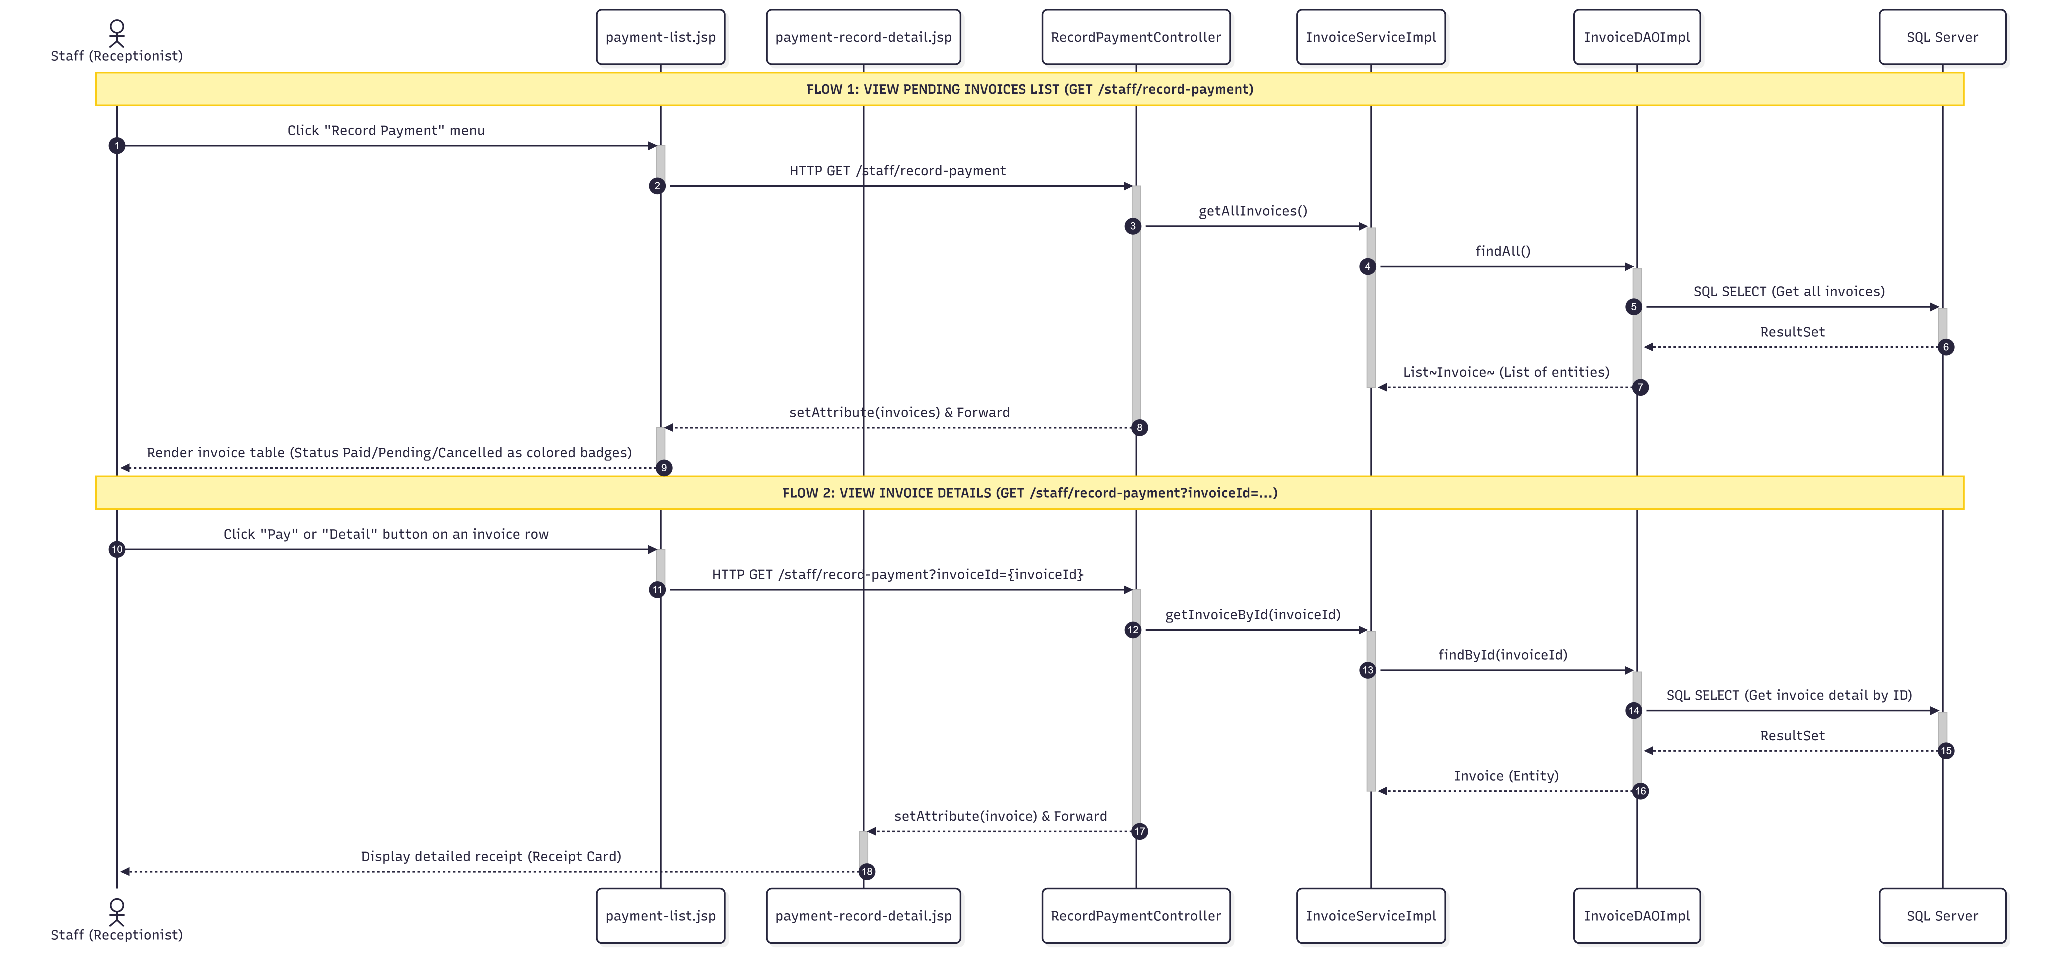 Staff (Receptionist)
payment-list.jsp
payment-record-detail.jsp
RecordPaymentController
InvoiceServiceImpl
InvoiceDAOImpl
SQL Server
FLOW 1: VIEW PENDING INVOICES LIST (GET /staff/record-payment)
Click "Record Payment" menu
1
HTTP GET /staff/record-payment
2
getAllInvoices()
3
findAll()
4
SQL SELECT (Get all invoices)
5
ResultSet
6
List~Invoice~ (List of entities)
7
setAttribute(invoices) & Forward
8
Render invoice table (Status Paid/Pending/Cancelled as colored badges)
9
FLOW 2: VIEW INVOICE DETAILS (GET /staff/record-payment?invoiceId=...)
Click "Pay" or "Detail" button on an invoice row
10
HTTP GET /staff/record-payment?invoiceId={invoiceId}
11
getInvoiceById(invoiceId)
12
findById(invoiceId)
13
SQL SELECT (Get invoice detail by ID)
14
ResultSet
15
Invoice (Entity)
16
setAttribute(invoice) & Forward
17
Display detailed receipt (Receipt Card)
18
Staff (Receptionist)
payment-list.jsp
payment-record-detail.jsp
RecordPaymentController
InvoiceServiceImpl
InvoiceDAOImpl
SQL Server